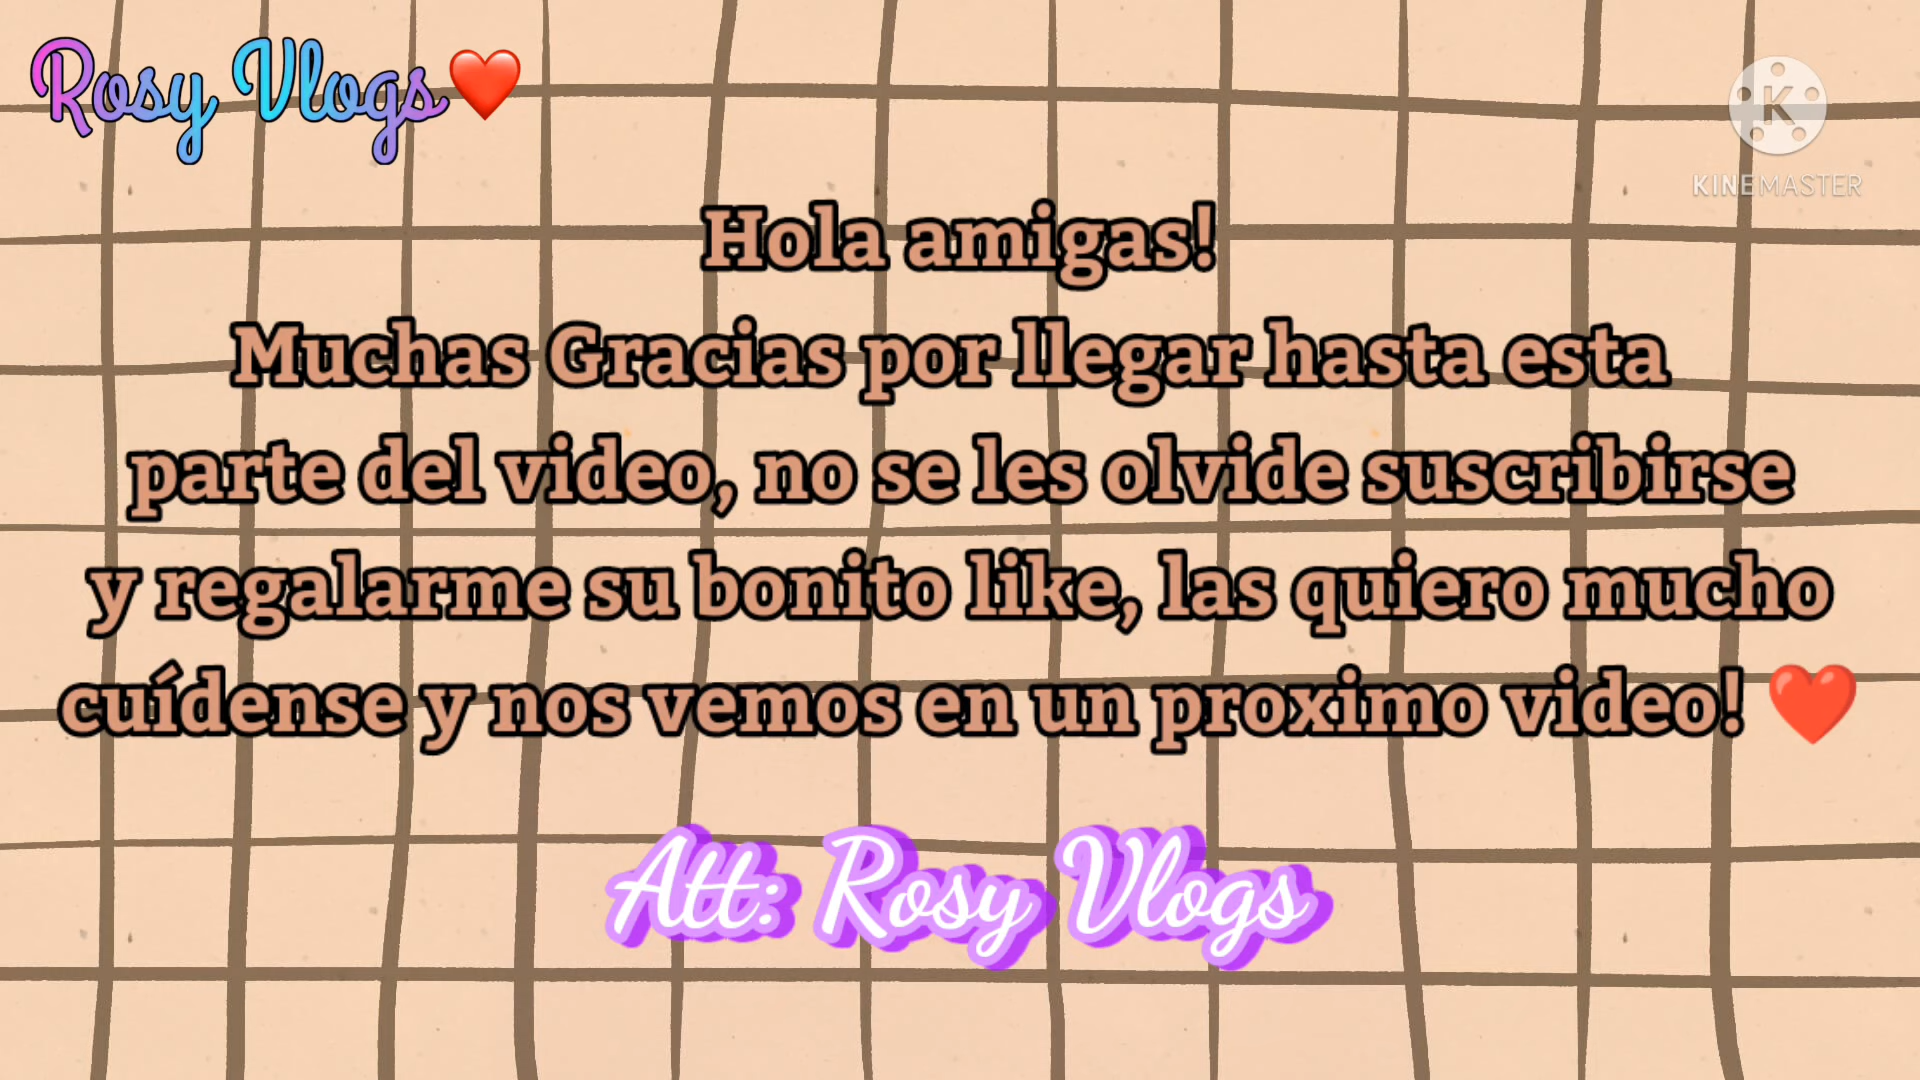 Rosy Vlogs❤️
K
KINEMASTER
Hola amigas!
Muchas Gracias por llegar hasta esta
parte del video, no se les olvide suscribirse
y regalarme su bonito like, las quiero mucho
cuídense y nos vemos en un proximo video! ❤️
Att: Rosy Vlogs